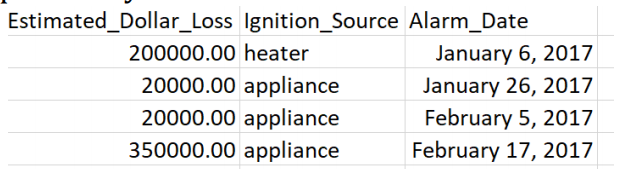 Estimated_Dollar_Loss Ignition_Source Alarm_Date
200000.00 heater January 6, 2017
20000.00 appliance January 26, 2017
20000.00 appliance February 5, 2017
350000.00 appliance February 17, 2017